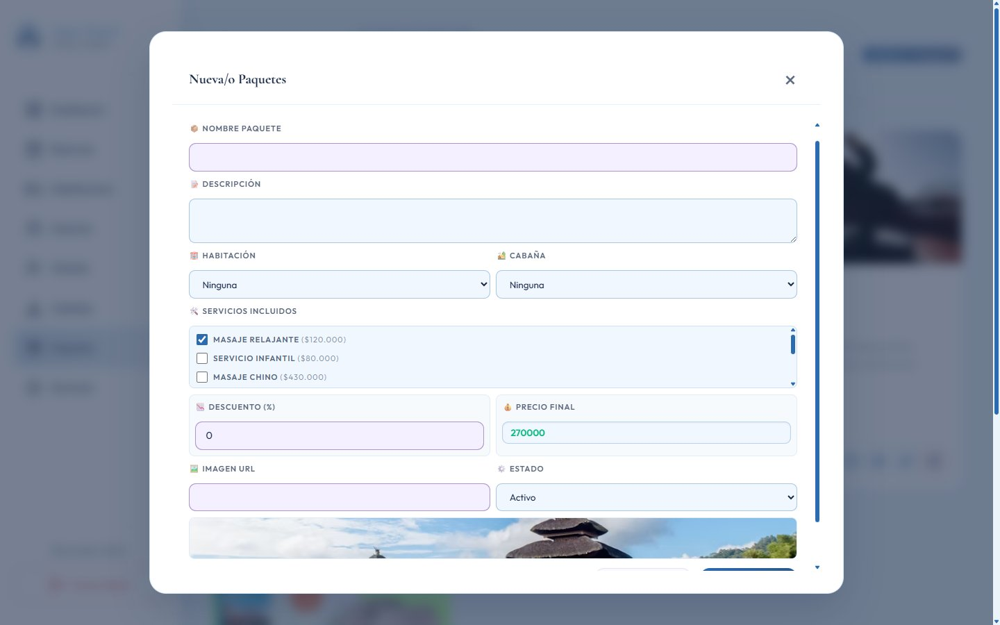 Nueva/o Paquetes
×
📦 NOMBRE PAQUETE
📝 DESCRIPCIÓN
🏨 HABITACIÓN
🏕️ CABAÑA
Ninguna
Ninguna
🛠️ SERVICIOS INCLUIDOS
MASAJE RELAJANTE ($120.000)
SERVICIO INFANTIL ($80.000)
MASAJE CHINO ($430.000)
📉 DESCUENTO (%)
💰 PRECIO FINAL
0
270000
🖼️ IMAGEN URL
⚙️ ESTADO
Activo